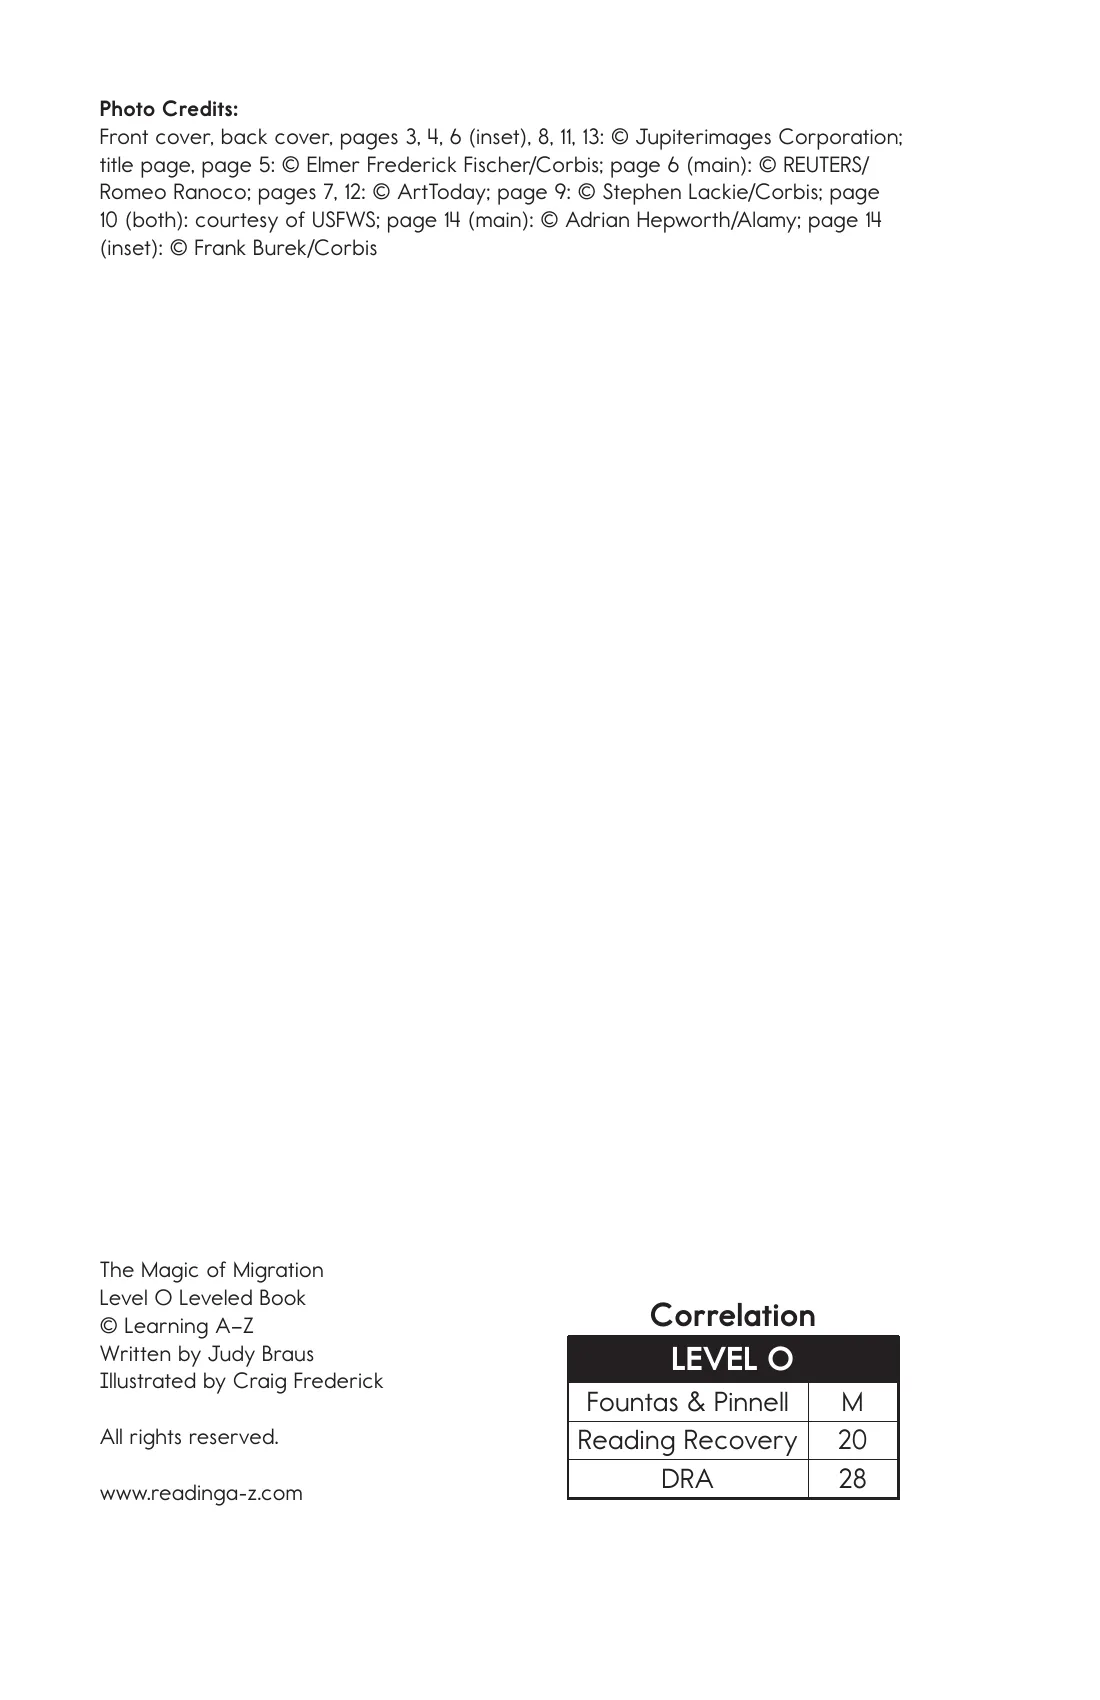 Photo Credits:
Front cover, back cover, pages 3, 4, 6 (inset), 8, 11, 13: © Jupiterimages Corporation;
title page, page 5: © Elmer Frederick Fischer/Corbis; page 6 (main): © REUTERS/
Romeo Ranoco; pages 7, 12: © ArtToday; page 9: © Stephen Lackie/Corbis; page
10 (both): courtesy of USFWS; page 14 (main): © Adrian Hepworth/Alamy; page 14
(inset): © Frank Burek/Corbis
The Magic of Migration
Level O Leveled Book
© Learning A–Z
Written by Judy Braus
Illustrated by Craig Frederick
All rights reserved.
www.readinga-z.com
Correlation
LEVEL O
Fountas & Pinnell M
Reading Recovery 20
DRA 28